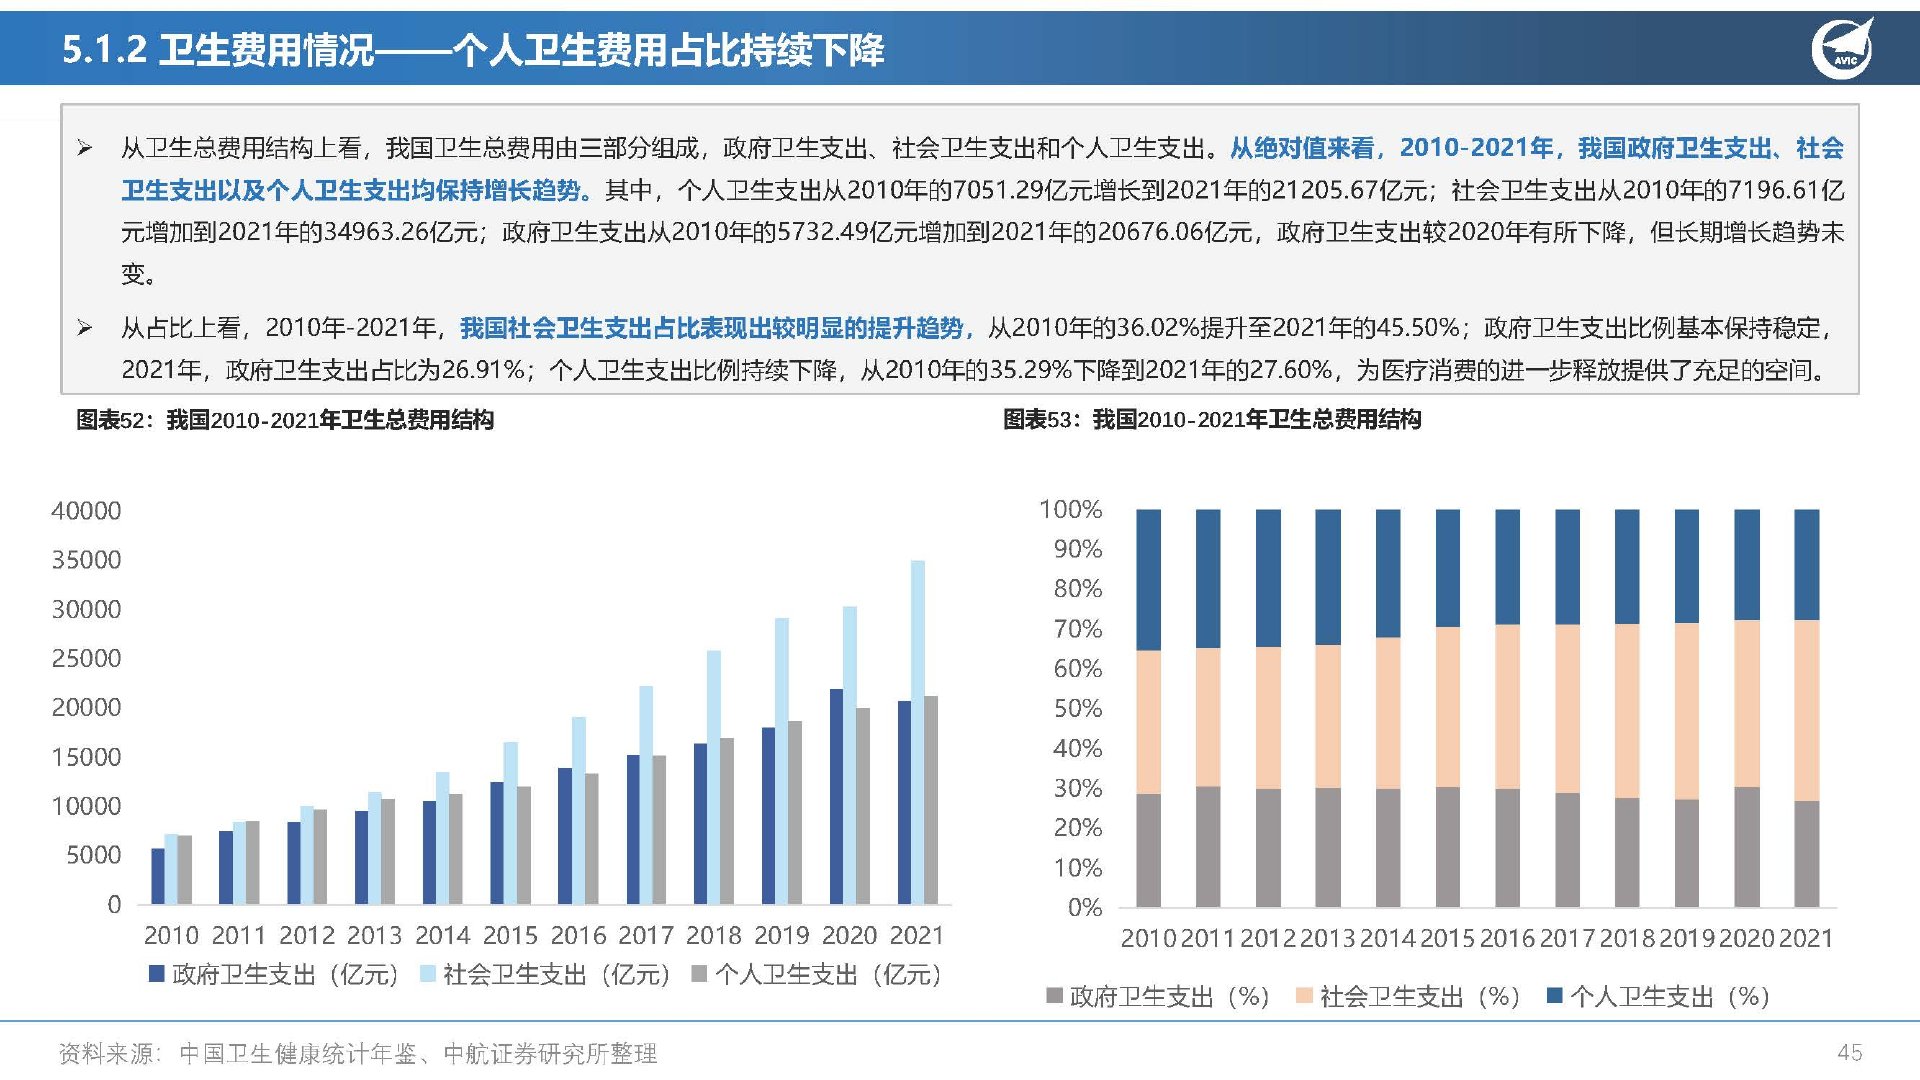 5.1.2 卫生费用情况——个人卫生费用占比持续下降
AVIC
➢ 从卫生总费用结构上看，我国卫生总费用由三部分组成，政府卫生支出、社会卫生支出和个人卫生支出。从绝对值来看，2010-2021年，我国政府卫生支出、社会
卫生支出以及个人卫生支出均保持增长趋势。其中，个人卫生支出从2010年的7051.29亿元增长到2021年的21205.67亿元；社会卫生支出从2010年的7196.61亿
元增加到2021年的34963.26亿元；政府卫生支出从2010年的5732.49亿元增加到2021年的20676.06亿元，政府卫生支出较2020年有所下降，但长期增长趋势未
变。
➢ 从占比上看，2010年-2021年，我国社会卫生支出占比表现出较明显的提升趋势，从2010年的36.02%提升至2021年的45.50%；政府卫生支出比例基本保持稳定，
2021年，政府卫生支出占比为26.91%；个人卫生支出比例持续下降，从2010年的35.29%下降到2021年的27.60%，为医疗消费的进一步释放提供了充足的空间。
图表52：我国2010-2021年卫生总费用结构
40000
35000
30000
25000
20000
15000
10000
5000
0
2010 2011 2012 2013 2014 2015 2016 2017 2018 2019 2020 2021
政府卫生支出（亿元） 社会卫生支出（亿元） 个人卫生支出（亿元）
图表53：我国2010-2021年卫生总费用结构
100%
90%
80%
70%
60%
50%
40%
30%
20%
10%
0%
2010 2011 2012 2013 2014 2015 2016 2017 2018 2019 2020 2021
政府卫生支出（%） 社会卫生支出（%） 个人卫生支出（%）
资料来源：中国卫生健康统计年鉴、中航证券研究所整理
45